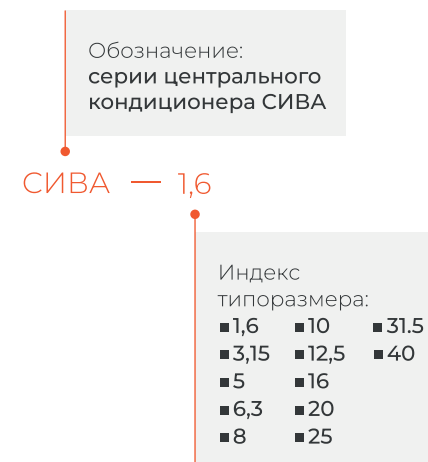 Обозначение:
серии центрального
кондиционера СИВА
СИВА — 1,6
Индекс
типоразмера:
■1,6 ■10 ■31.5
■3,15 ■12,5 ■40
■5 ■16
■6,3 ■20
■8 ■25